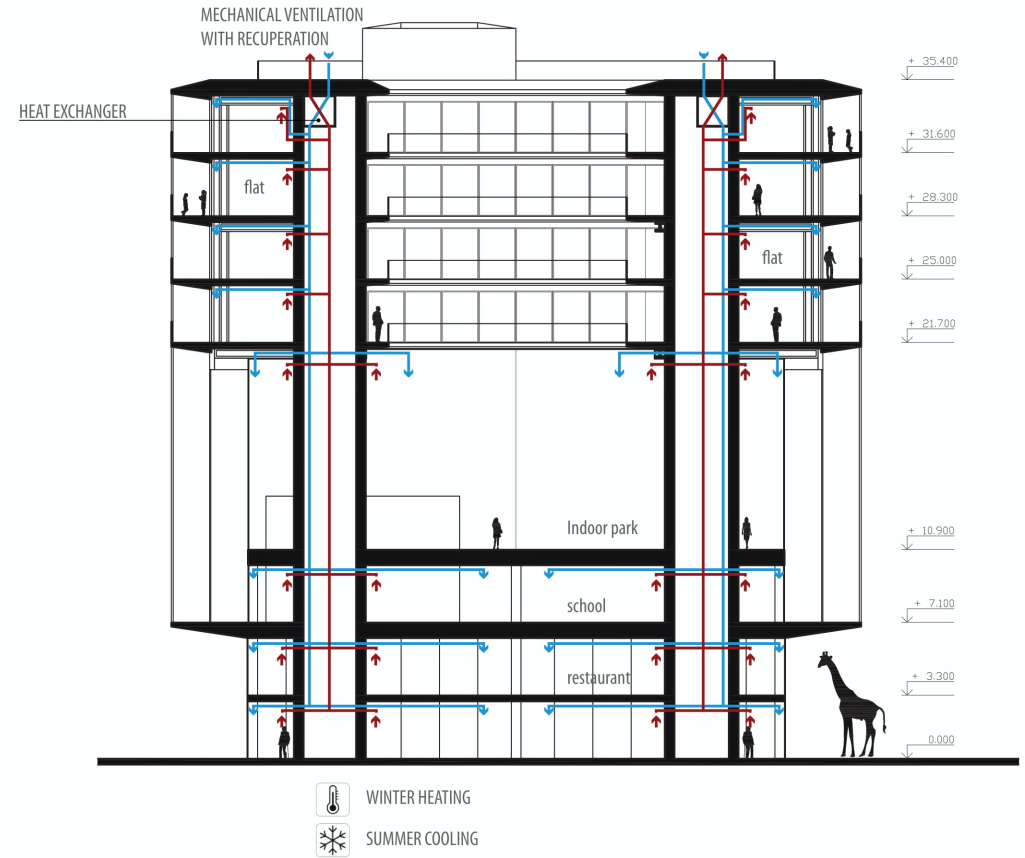 MECHANICAL VENTILATION
WITH RECUPERATION
+ 35.400
HEAT EXCHANGER
+ 31.600
flat
+ 28.300
flat
+ 25.000
+ 21.700
Indoor park
+ 10.900
school
+ 7.100
restaurant
+ 3.300
0.000
WINTER HEATING
SUMMER COOLING